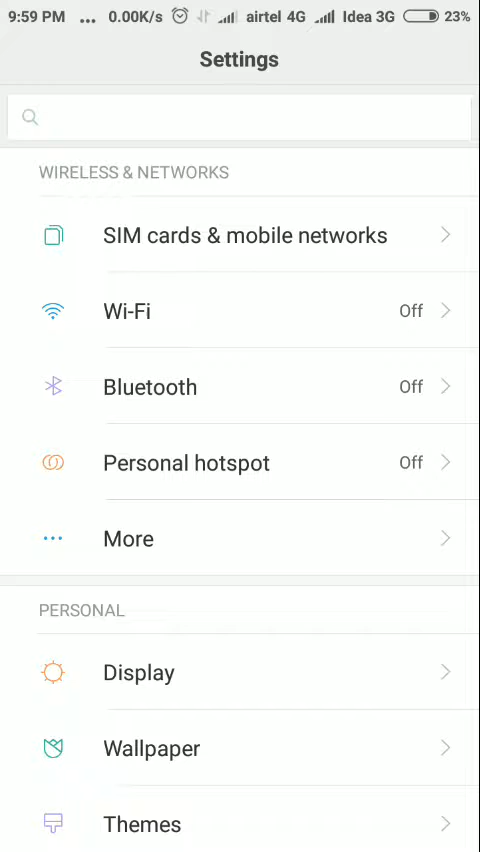 9:59 PM ... 0.00K/s airtel 4G Idea 3G 23%
Settings
WIRELESS & NETWORKS
SIM cards & mobile networks
Wi-Fi Off
Bluetooth Off
Personal hotspot Off
More
PERSONAL
Display
Wallpaper
Themes